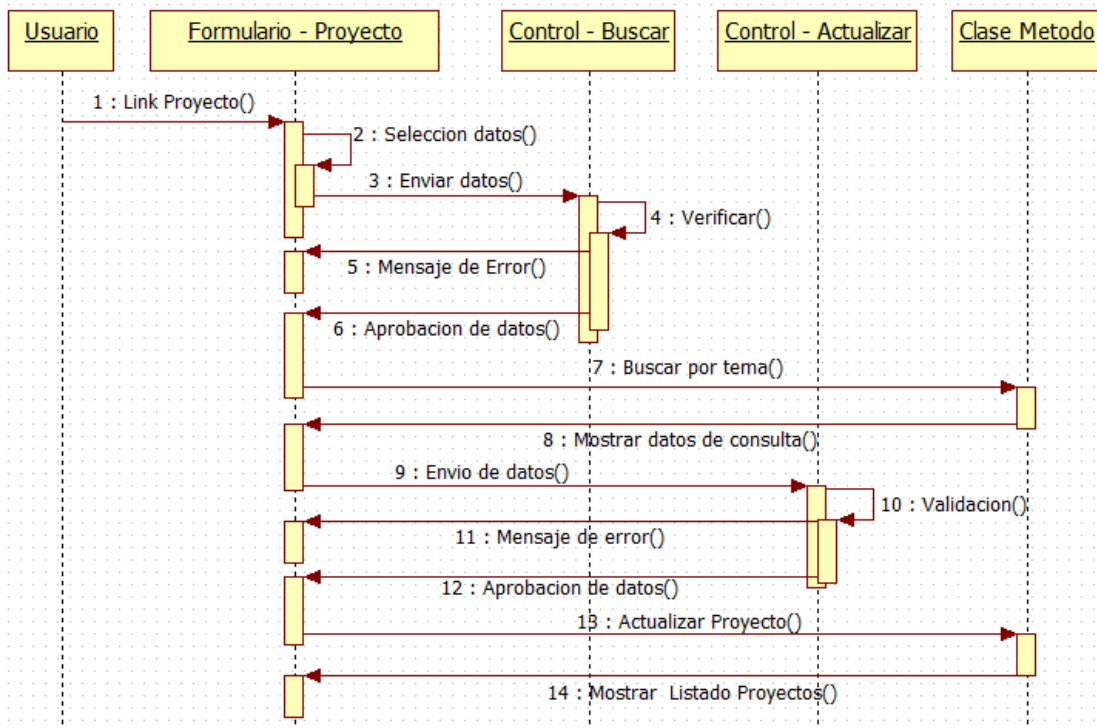 Usuario
Formulario - Proyecto
Control - Buscar
Control - Actualizar
Clase Metodo
1 : Link Proyecto()
2 : Seleccion datos()
3 : Enviar datos()
4 : Verificar()
5 : Mensaje de Error()
6 : Aprobacion de datos()
7 : Buscar por tema()
8 : Mostrar datos de consulta()
9 : Envio de datos()
10 : Validacion()
11 : Mensaje de error()
12 : Aprobacion de datos()
13 : Actualizar Proyecto()
14 : Mostrar Listado Proyectos()